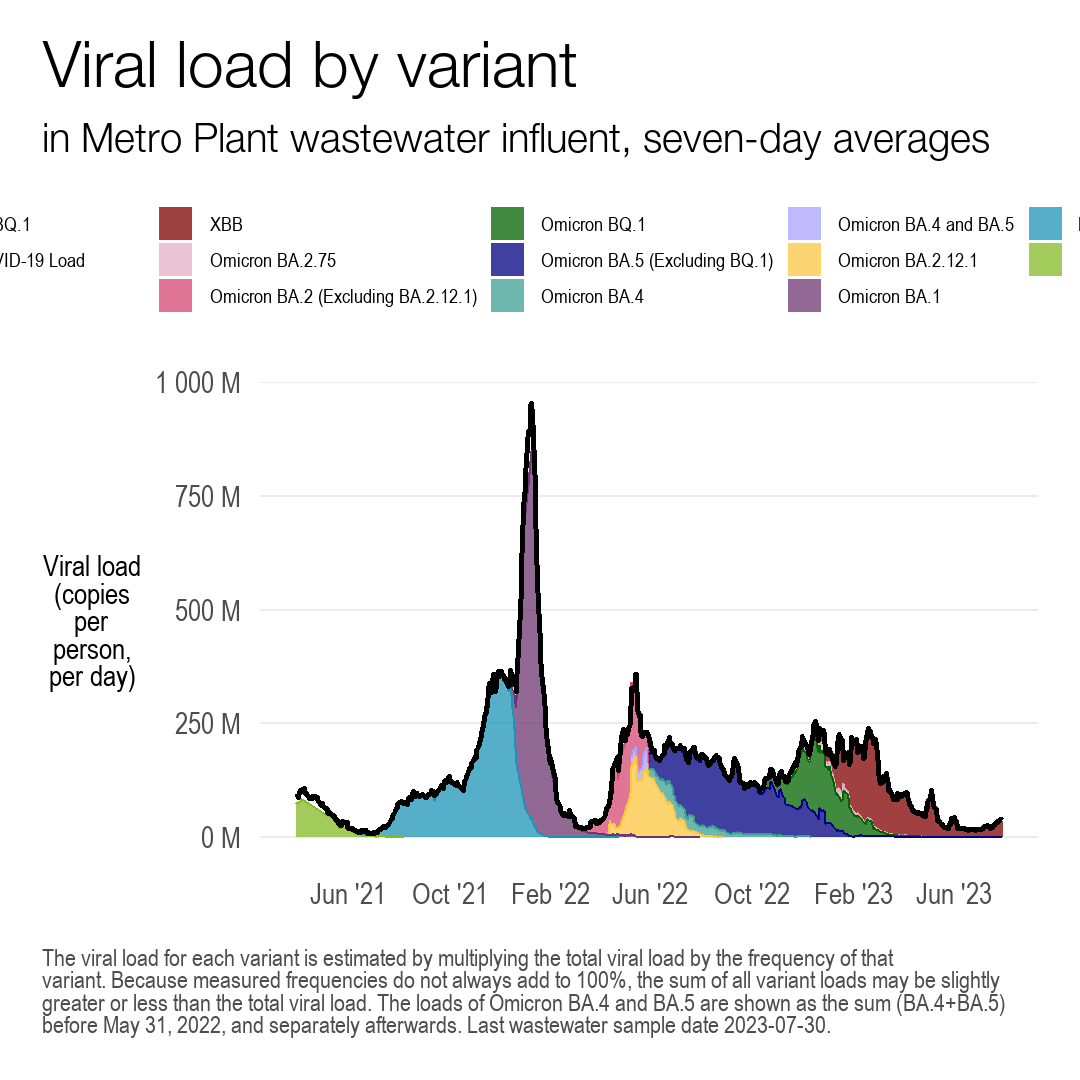 Viral load by variant
in Metro Plant wastewater influent, seven-day averages
BQ.1 XBB Omicron BQ.1 Omicron BA.4 and BA.5
VID-19 Load Omicron BA.2.75 Omicron BA.5 (Excluding BQ.1) Omicron BA.2.12.1
Omicron BA.2 (Excluding BA.2.12.1) Omicron BA.4 Omicron BA.1
1 000 M
750 M
500 M
250 M
0 M
Viral load
(copies
per
person,
per day)
Jun '21 Oct '21 Feb '22 Jun '22 Oct '22 Feb '23 Jun '23
The viral load for each variant is estimated by multiplying the total viral load by the frequency of that
variant. Because measured frequencies do not always add to 100%, the sum of all variant loads may be slightly
greater or less than the total viral load. The loads of Omicron BA.4 and BA.5 are shown as the sum (BA.4+BA.5)
before May 31, 2022, and separately afterwards. Last wastewater sample date 2023-07-30.